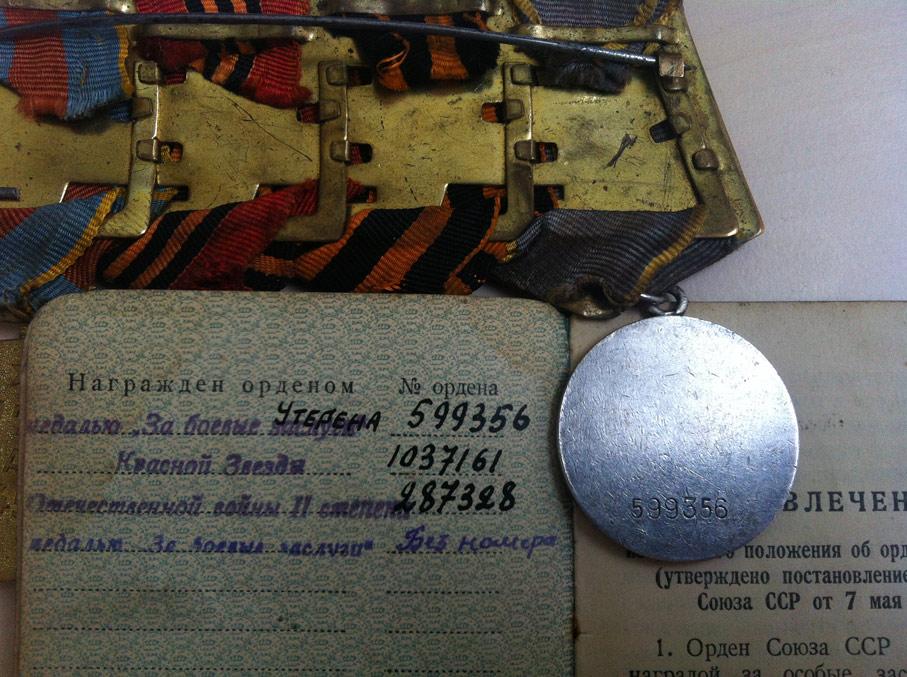 Награжден орденом № ордена
медалью „За боевые заслуги" Утеряна 599356
Красной Звезды 1037161
Отечественной войны II степени 287328
медалью „За боевые заслуги" Без номера
599356
ВЛЕЧЕН
положения об орд
(утверждено постановление
Союза ССР от 7 мая
1. Орден Союза ССР
наградой за особые зас